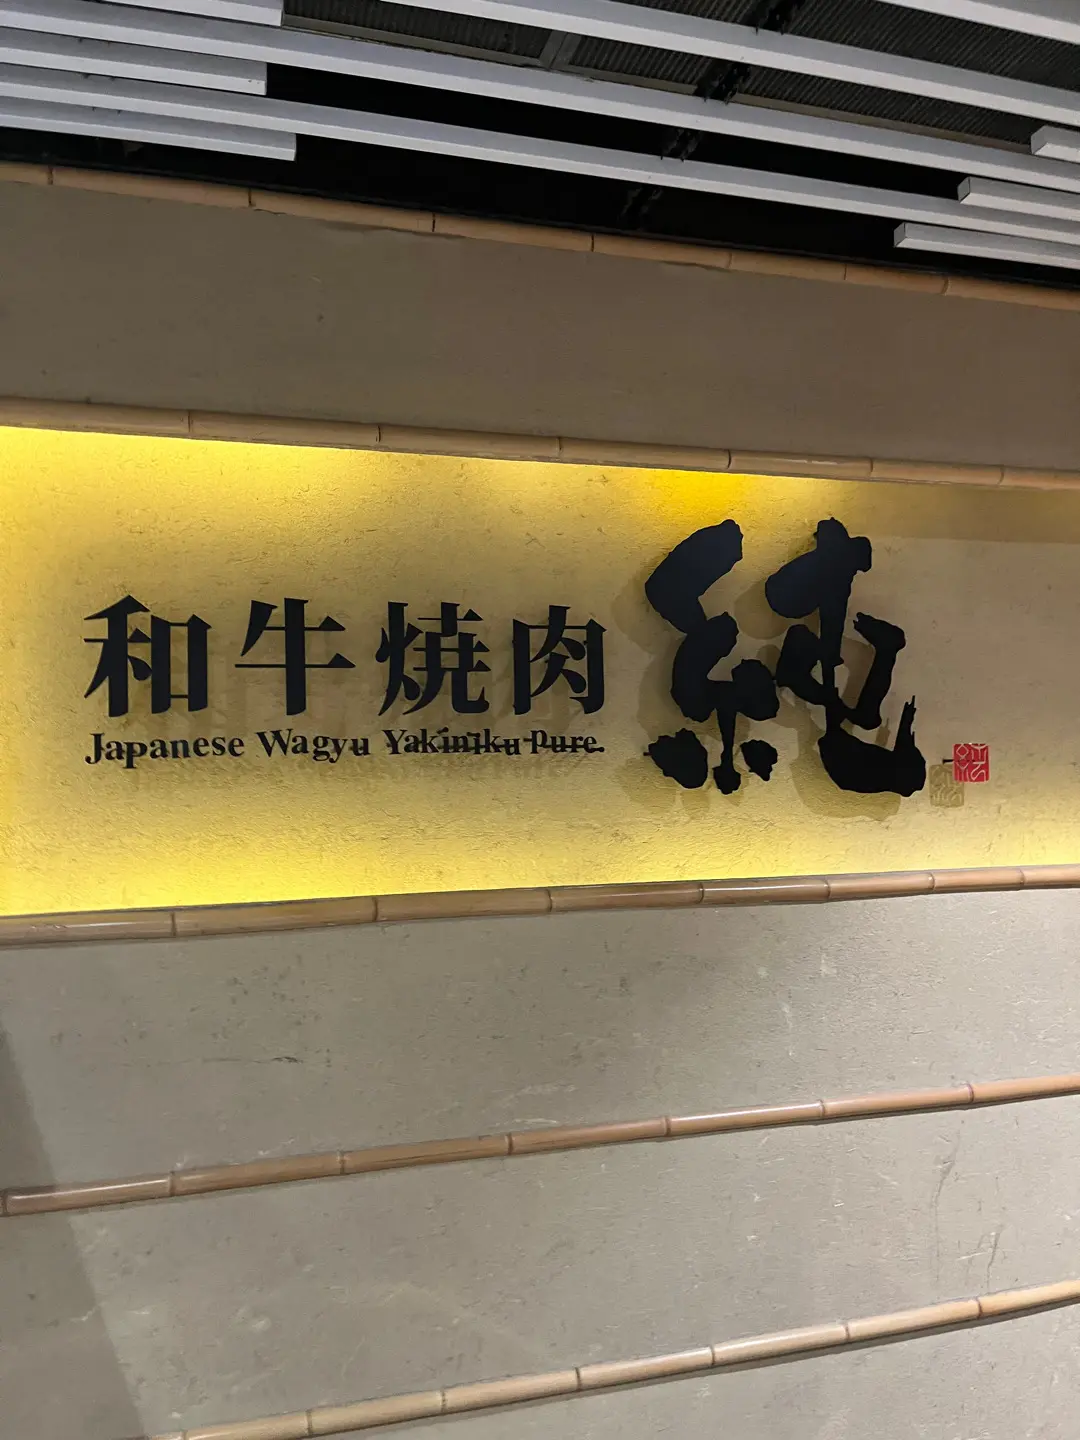 和牛焼肉 純
Japanese Wagyu Yakiniku Pure.